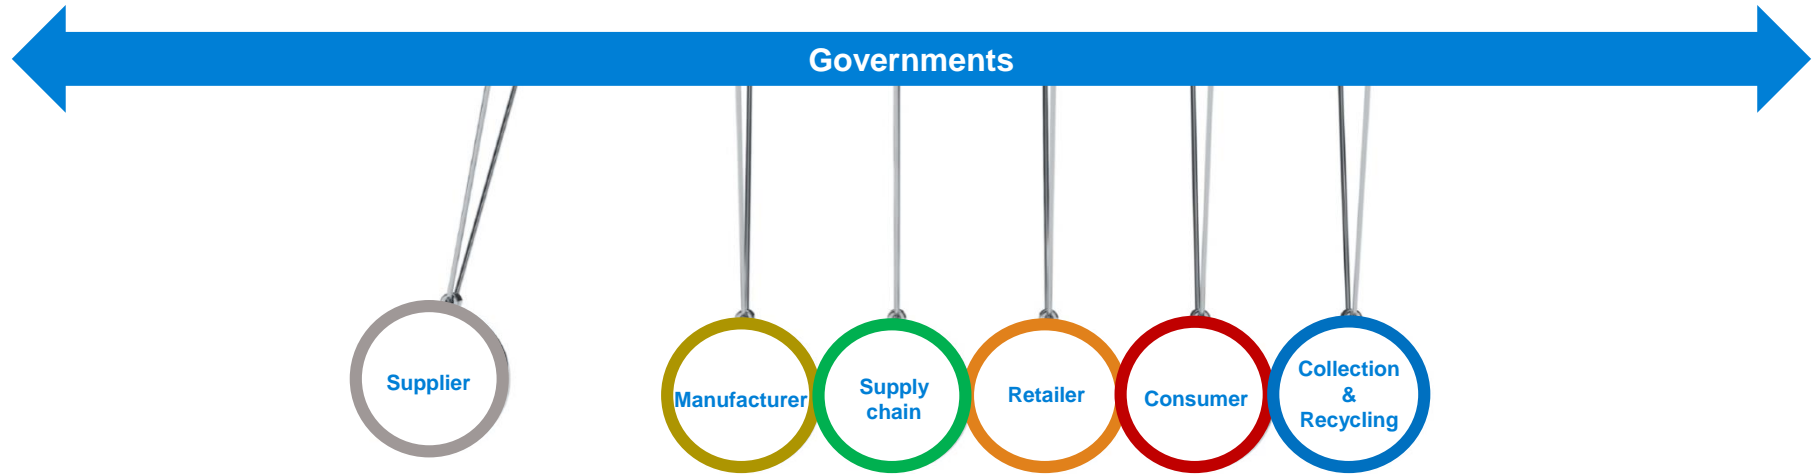 Governments
Supplier
Manufacturer
Supply
chain
Retailer
Consumer
Collection
&
Recycling